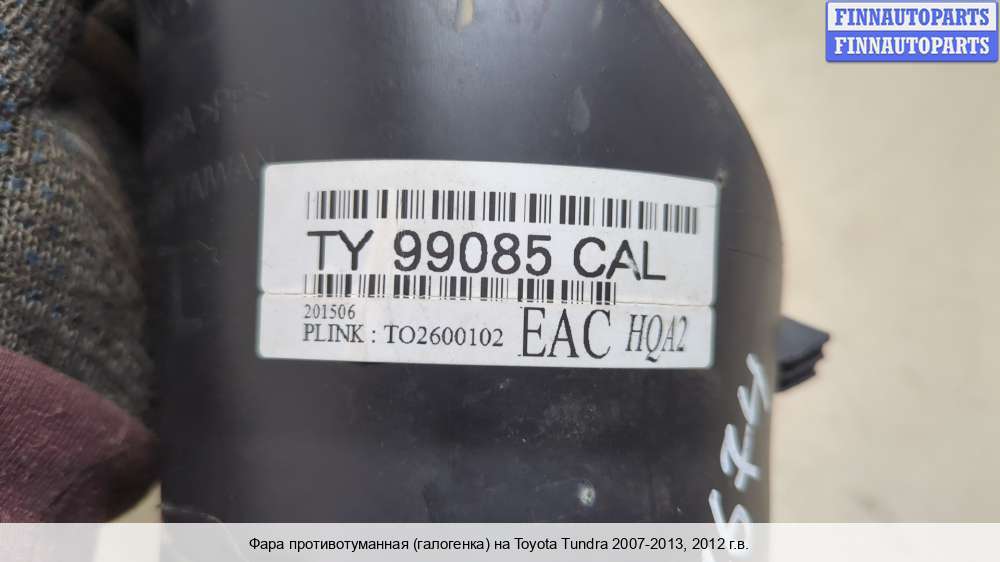 FINNAUTOPARTS
FINNAUTOPARTS
TY 99085 CAL
201506
PLINK : TO2600102
EAC HQA2
Фара противотуманная (галогенка) на Toyota Tundra 2007-2013, 2012 г.в.